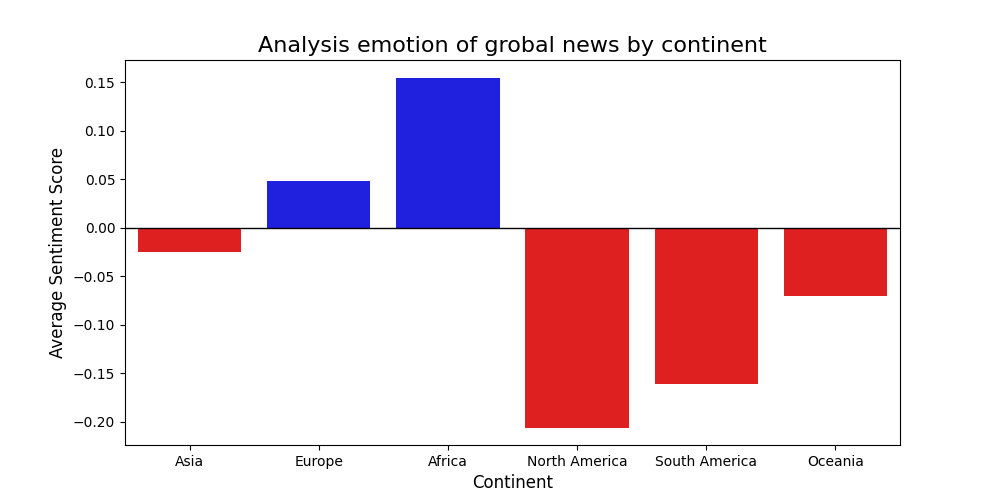 Analysis emotion of grobal news by continent
Average Sentiment Score
0.15
0.10
0.05
0.00
−0.05
−0.10
−0.15
−0.20
Asia Europe Africa North America South America Oceania
Continent